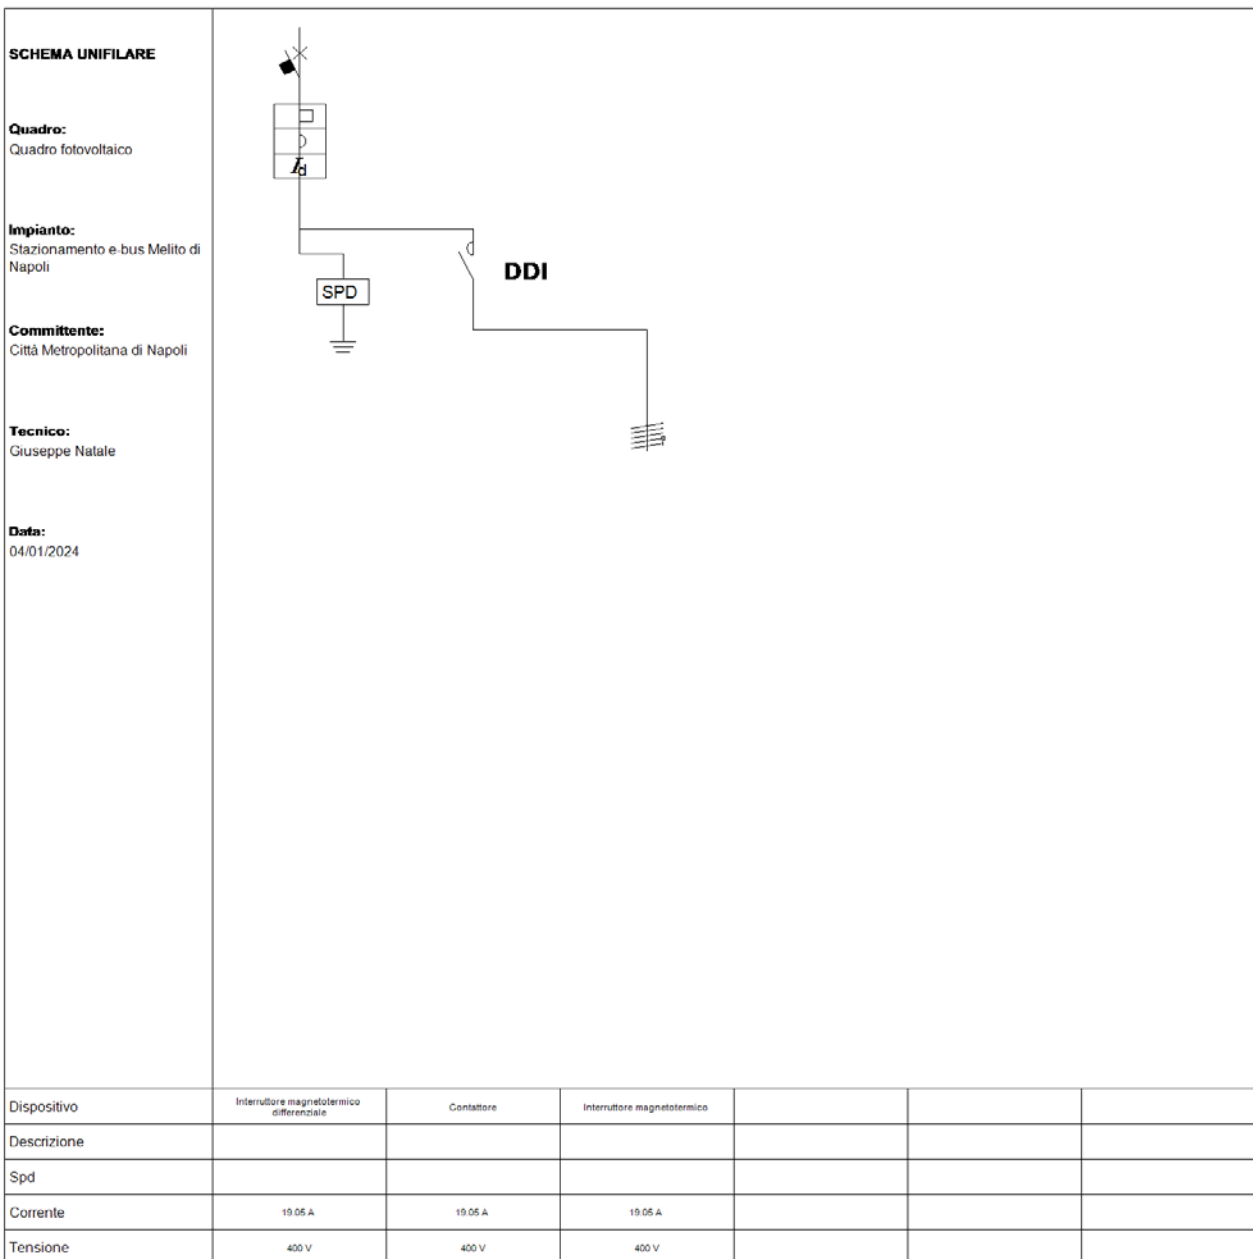 SCHEMA UNIFILARE
Quadro:
Quadro fotovoltaico
Impianto:
Stazionamento e-bus Melito di
Napoli
Committente:
Città Metropolitana di Napoli
Tecnico:
Giuseppe Natale
Data:
04/01/2024
Id
DDI
SPD
Dispositivo
Interruttore magnetotermico
differenziale
Contattore
Interruttore magnetotermico
Descrizione
Spd
Corrente
19.05 A
19.05 A
19.05 A
Tensione
400 V
400 V
400 V